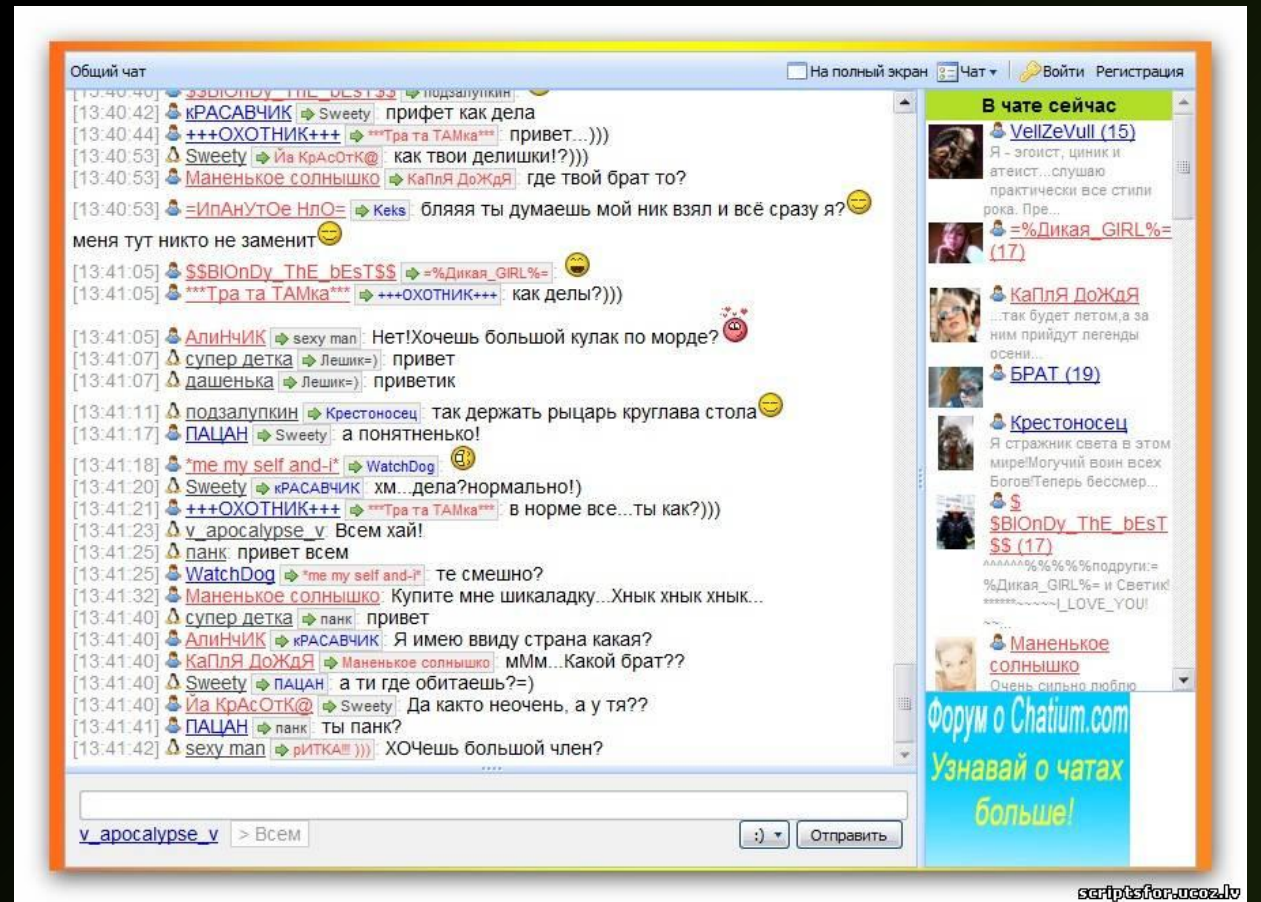 Общий чат
На полный экран Чат Войти Регистрация
[13:40:40] $$BlOnDy_ThE_bEsT$$ подзалупкин:
[13:40:42] кРАСАВЧИК Sweety: прифет как дела
[13:40:44] +++ОХОТНИК+++ ***Тра та ТАМка***: привет...)))
[13:40:53] Sweety Йа КрАсОтК@: как твои делишки!?)))
[13:40:53] Маненькое солнышко КаПлЯ ДоЖдЯ: где твой брат то?
[13:40:53] =ИпАнУтОе НлО= Keks: бляяя ты думаешь мой ник взял и всё сразу я?
меня тут никто не заменит
[13:41:05] $$BlOnDy_ThE_bEsT$$ =%Дикая_GIRL%=:
[13:41:05] ***Тра та ТАМка*** +++ОХОТНИК+++: как делы?)))
[13:41:05] АлиНчИК sexy man: Нет!Хочешь большой кулак по морде?
[13:41:07] супер детка Лешик=): привет
[13:41:07] дашенька Лешик=): приветик
[13:41:11] подзалупкин Крестоносец: так держать рыцарь круглава стола
[13:41:17] ПАЦАН Sweety: а понятненько!
[13:41:18] *me my self and-i* WatchDog:
[13:41:20] Sweety кРАСАВЧИК: хм...дела?нормально!)
[13:41:21] +++ОХОТНИК+++ ***Тра та ТАМка***: в норме все...ты как?)))
[13:41:23] v_apocalypse_v: Всем хай!
[13:41:25] панк: привет всем
[13:41:25] WatchDog *me my self and-i*: те смешно?
[13:41:32] Маненькое солнышко: Купите мне шикаладку...Хнык хнык хнык...
[13:41:40] супер детка панк: привет
[13:41:40] АлиНчИК кРАСАВЧИК: Я имею ввиду страна какая?
[13:41:40] КаПлЯ ДоЖдЯ Маненькое солнышко: мМм...Какой брат??
[13:41:40] Sweety ПАЦАН: а ти где обитаешь?=)
[13:41:40] Йа КрАсОтК@ Sweety: Да както неочень, а у тя??
[13:41:41] ПАЦАН панк: ты панк?
[13:41:42] sexy man рИТКА!!! ))): ХОЧешь большой член?
v_apocalypse_v > Всем :) Отправить
В чате сейчас
VellZeVull (15)
Я - эгоист, циник и
атеист...слушаю
практически все стили
рока. Пре...
=%Дикая_GIRL%=
(17)
КаПлЯ ДоЖдЯ
...так будет летом,а за
ним прийдут легенды
осени...
БРАТ (19)
Крестоносец
Я стражник света в этом
мире!Могучий воин всех
Богов!Теперь бессмер...
$
$BlOnDy_ThE_bEsT
$$ (17)
^^^^^^%%%%%подруги:=
%Дикая_GIRL%= и Светик!
******~~~~~I_LOVE_YOU!
~~...
Маненькое
солнышко
Очень сильно люблю
Форум о Chatium.com
Узнавай о чатах
больше!
scriptsfor.ucoz.lv